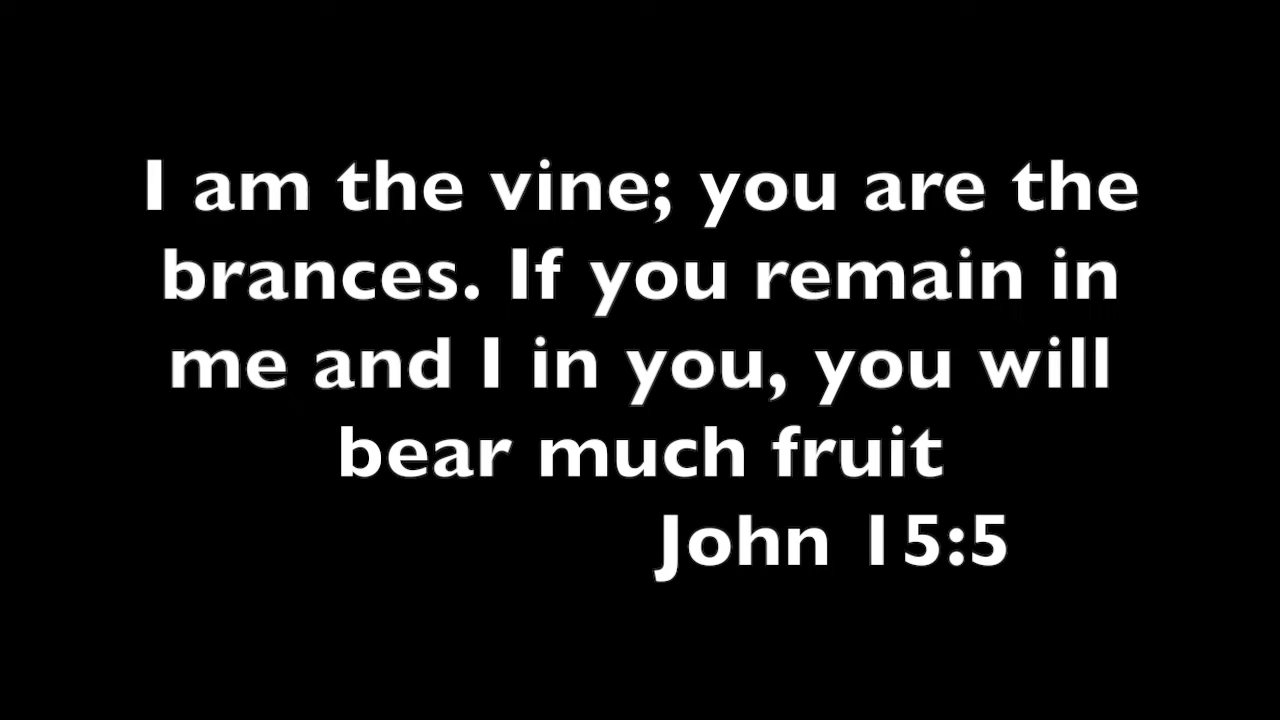 I am the vine; you are the
brances. If you remain in
me and I in you, you will
bear much fruit
John 15:5